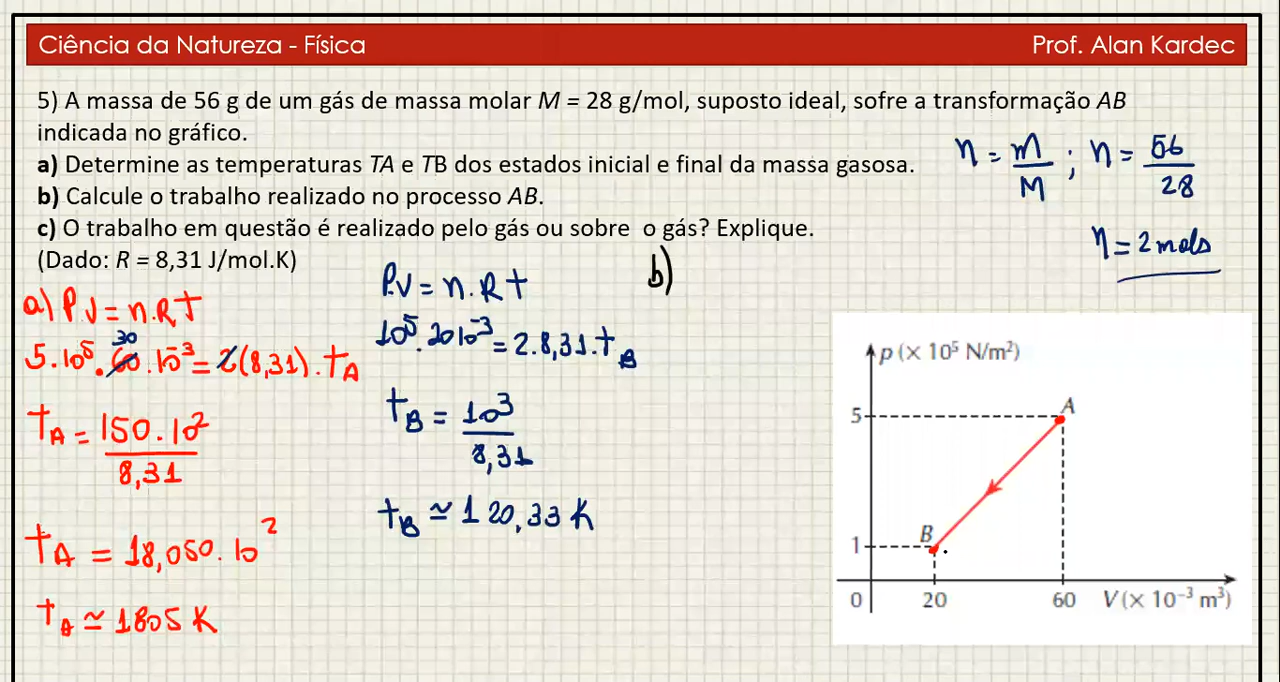 Ciência da Natureza - Física
Prof. Alan Kardec
5) A massa de 56 g de um gás de massa molar M = 28 g/mol, suposto ideal, sofre a transformação AB
indicada no gráfico.
a) Determine as temperaturas TA e TB dos estados inicial e final da massa gasosa.
b) Calcule o trabalho realizado no processo AB.
c) O trabalho em questão é realizado pelo gás ou sobre o gás? Explique.
(Dado: R = 8,31 J/mol.K)
n = m/M ; n = 56/28
n = 2 mols
a) P.V = n.R T
30
5.10⁵.60.10⁻³ = 2(8,31).TA
TA = 150.10²/8,31
TA = 18,050.10²
TA ≃ 1805 K
P.V = n.R T
10⁵.20 10⁻³ = 2.8,31.TB
TB = 10³/8,31
TB ≃ 120,33 K
b)
p (× 10⁵ N/m²)
A
5
B
1
0
20
60
V (× 10⁻³ m³)